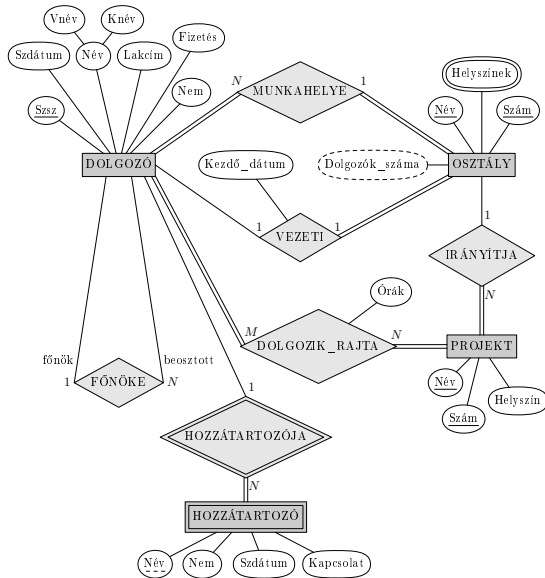 Vnév
Knév
Fizetés
Szdátum
Név
Lakcím
Helyszínek
N
MUNKAHELYE
1
Nem
Szsz
Név
Szám
DOLGOZÓ
Kezdő_dátum
Dolgozók_száma
OSZTÁLY
1
VEZETI
1
1
IRÁNYÍTJA
Órák
N
M
DOLGOZIK_RAJTA
N
PROJEKT
főnök
beosztott
1
FŐNÖKE
N
Név
1
Helyszín
Szám
HOZZÁTARTOZÓJA
N
HOZZÁTARTOZÓ
Név
Nem
Szdátum
Kapcsolat